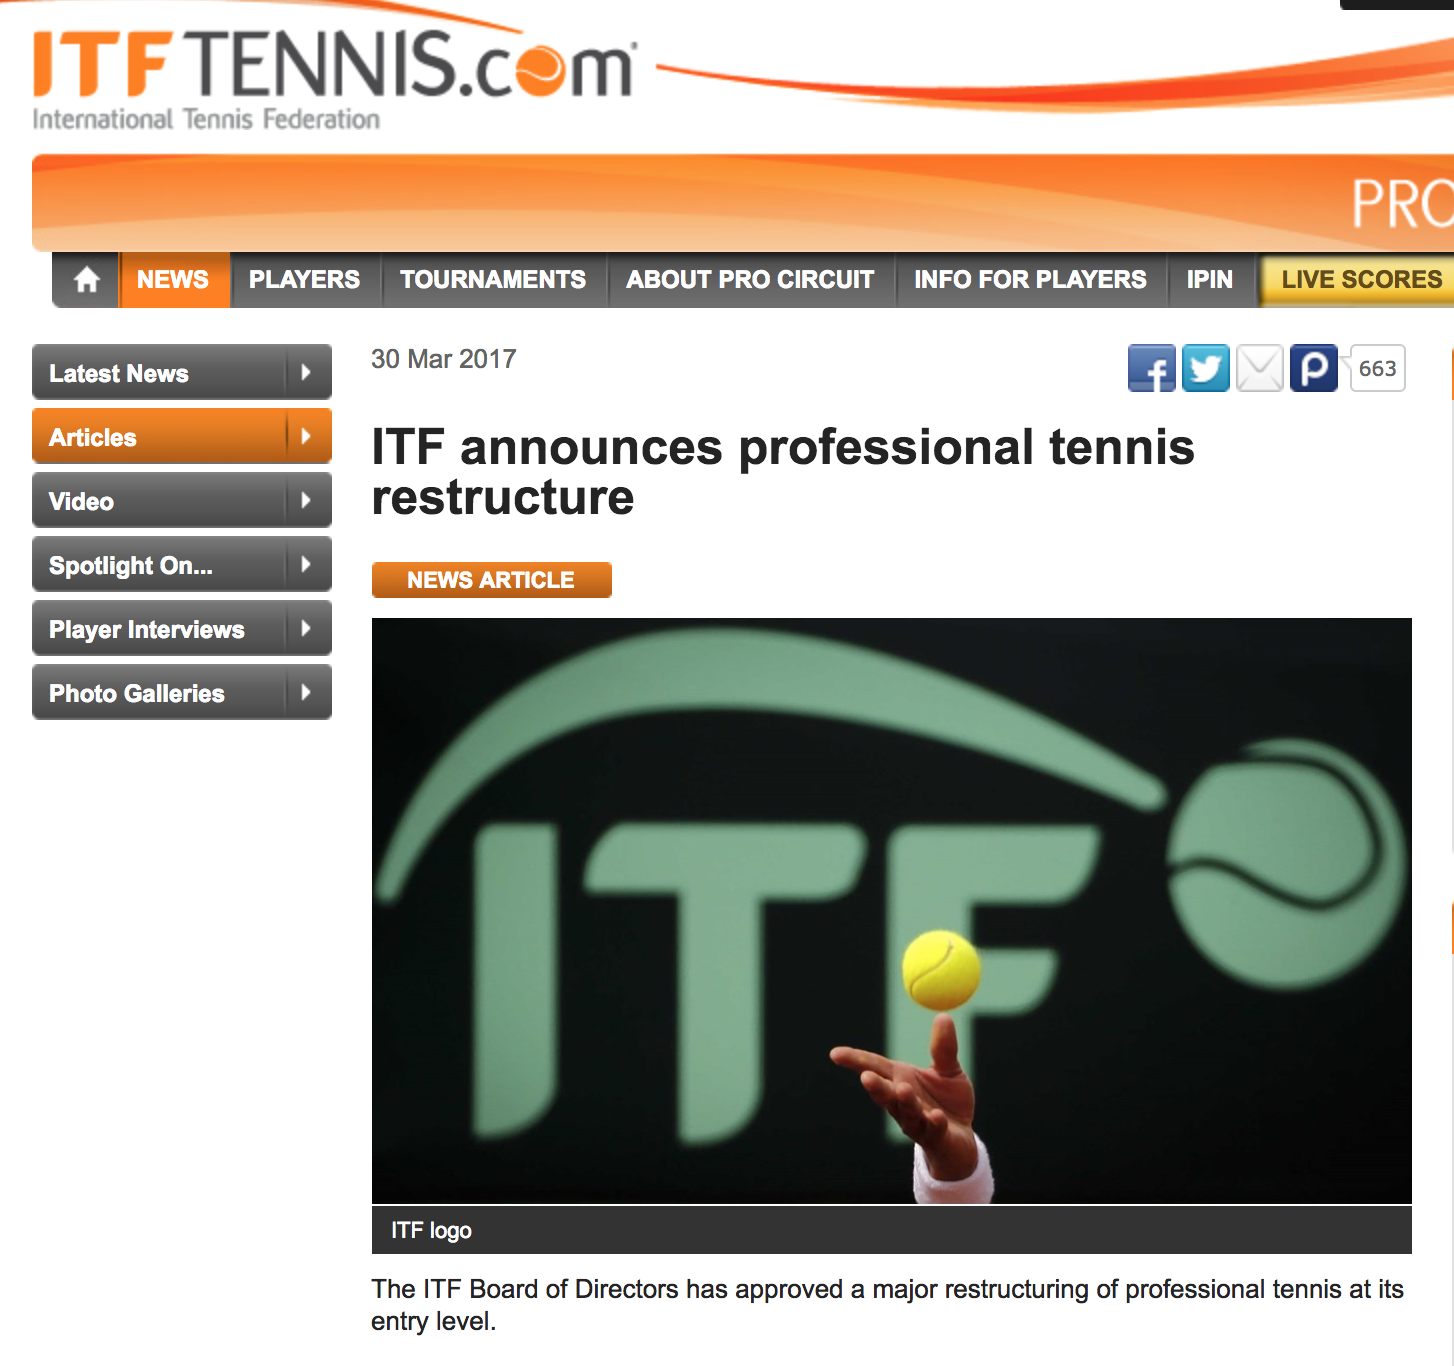 ITFTENNIS.com
International Tennis Federation
PRO
NEWS
PLAYERS
TOURNAMENTS
ABOUT PRO CIRCUIT
INFO FOR PLAYERS
IPIN
LIVE SCORES
Latest News
Articles
Video
Spotlight On...
Player Interviews
Photo Galleries
30 Mar 2017
663
ITF announces professional tennis
restructure
NEWS ARTICLE
ITF
ITF logo
The ITF Board of Directors has approved a major restructuring of professional tennis at its
entry level.